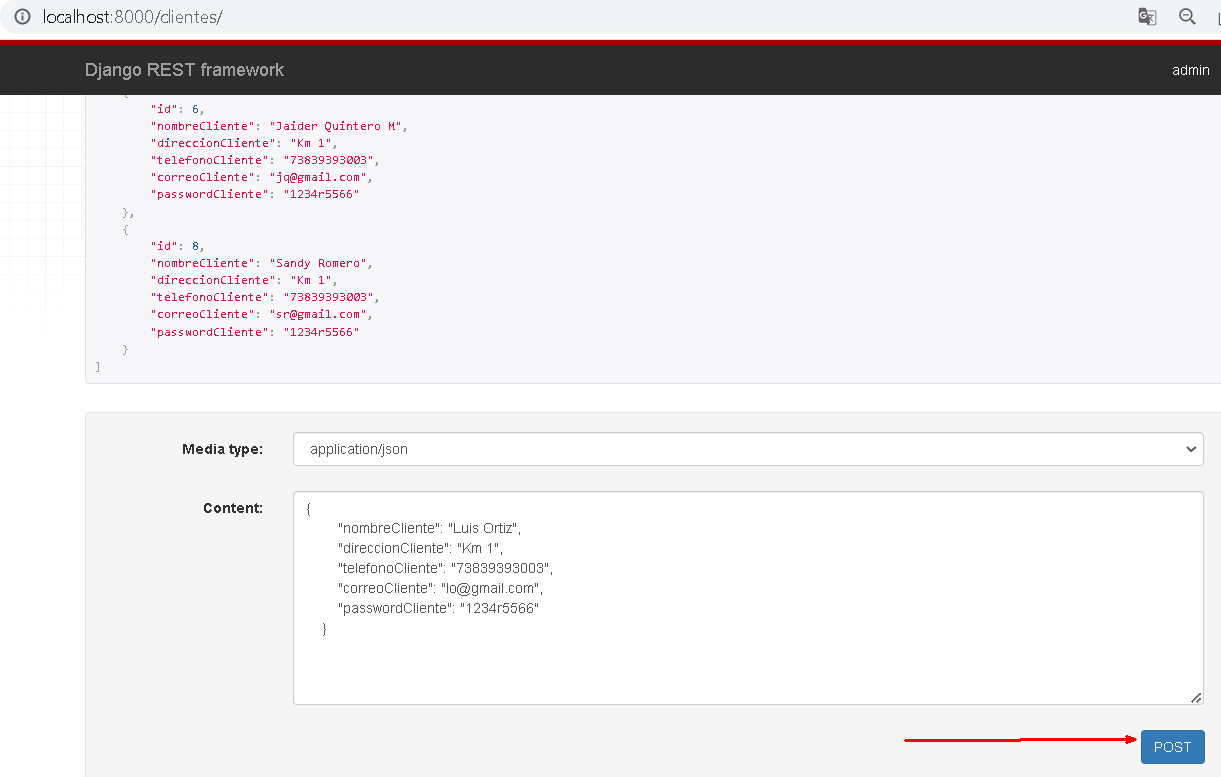 localhost:8000/clientes/
Django REST framework
admin
{
"id": 6,
"nombreCliente": "Jaider Quintero M",
"direccionCliente": "Km 1",
"telefonoCliente": "73839393003",
"correoCliente": "jq@gmail.com",
"passwordCliente": "1234r5566"
},
{
"id": 8,
"nombreCliente": "Sandy Romero",
"direccionCliente": "Km 1",
"telefonoCliente": "73839393003",
"correoCliente": "sr@gmail.com",
"passwordCliente": "1234r5566"
}
]
Media type:
application/json
Content:
{
"nombreCliente": "Luis Ortiz",
"direccionCliente": "Km 1",
"telefonoCliente": "73839393003",
"correoCliente": "lo@gmail.com",
"passwordCliente": "1234r5566"
}
POST